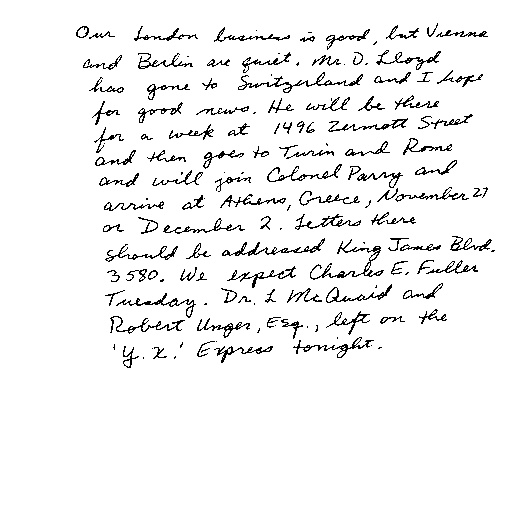 Our London business is good, but Vienna
and Berlin are quiet. Mr. D. Lloyd
has gone to Switzerland and I hope
for good news. He will be there
for a week at 1496 Zermott Street
and then goes to Turin and Rome
and will join Colonel Parry and
arrive at Athens, Greece, November 27
or December 2. Letters there
should be addressed King James Blvd.
3580. We expect Charles E. Fuller
Tuesday. Dr. L McQuaid and
Robert Unger, Esq., left on the
'Y.X.' Express tonight.